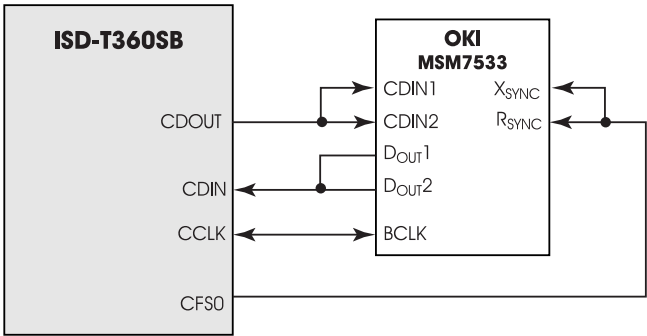 ISD-T360SB
OKI
MSM7533
CDIN1
XSYNC
CDOUT
CDIN2
RSYNC
DOUT1
CDIN
DOUT2
CCLK
BCLK
CFS0